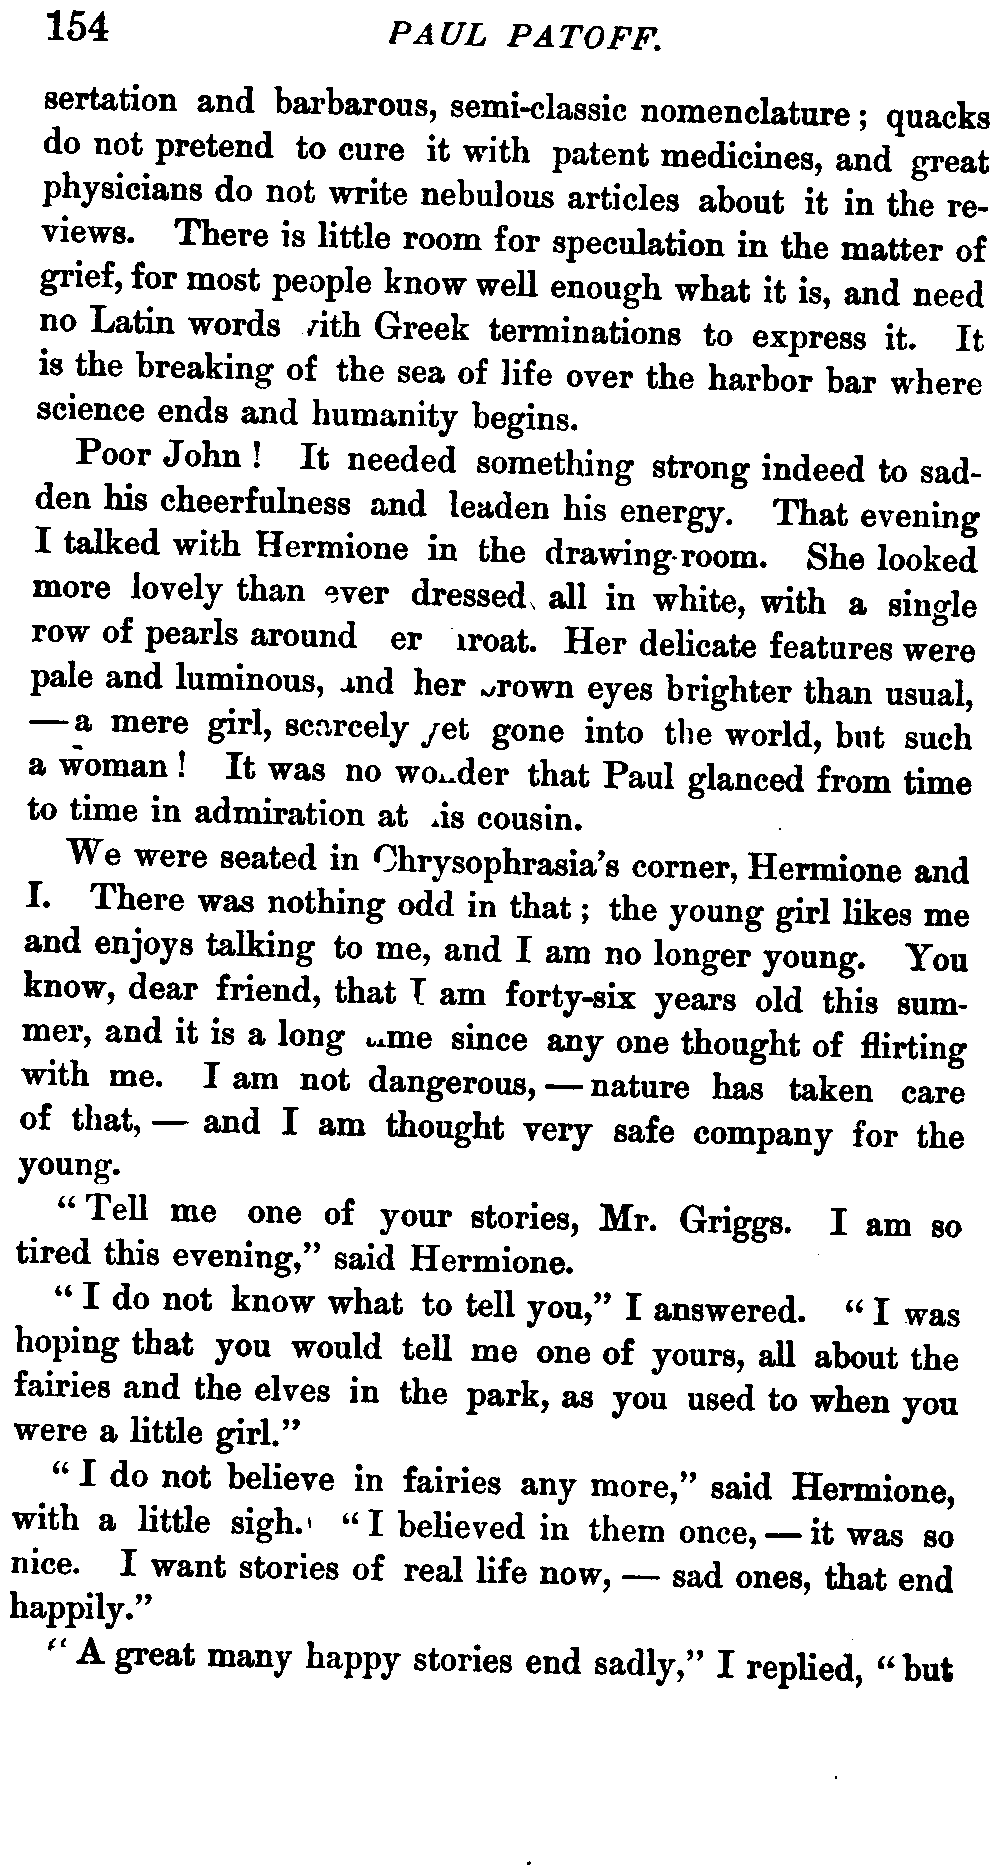 154 PAUL PATOFF.
sertation and barbarous, semi-classic nomenclature; quacks
do not pretend to cure it with patent medicines, and great
physicians do not write nebulous articles about it in the re-
views. There is little room for speculation in the matter of
grief, for most people know well enough what it is, and need
no Latin words with Greek terminations to express it. It
is the breaking of the sea of life over the harbor bar where
science ends and humanity begins.
Poor John! It needed something strong indeed to sad-
den his cheerfulness and leaden his energy. That evening
I talked with Hermione in the drawing-room. She looked
more lovely than ever dressed all in white, with a single
row of pearls around her throat. Her delicate features were
pale and luminous, and her brown eyes brighter than usual,
— a mere girl, scarcely yet gone into the world, but such
a woman! It was no wonder that Paul glanced from time
to time in admiration at his cousin.
We were seated in Chrysophrasia's corner, Hermione and
I. There was nothing odd in that; the young girl likes me
and enjoys talking to me, and I am no longer young. You
know, dear friend, that I am forty-six years old this sum-
mer, and it is a long time since any one thought of flirting
with me. I am not dangerous, — nature has taken care
of that, — and I am thought very safe company for the
young.
"Tell me one of your stories, Mr. Griggs. I am so
tired this evening," said Hermione.
"I do not know what to tell you," I answered. "I was
hoping that you would tell me one of yours, all about the
fairies and the elves in the park, as you used to when you
were a little girl."
"I do not believe in fairies any more," said Hermione,
with a little sigh. "I believed in them once, — it was so
nice. I want stories of real life now, — sad ones, that end
happily."
"A great many happy stories end sadly," I replied, "but